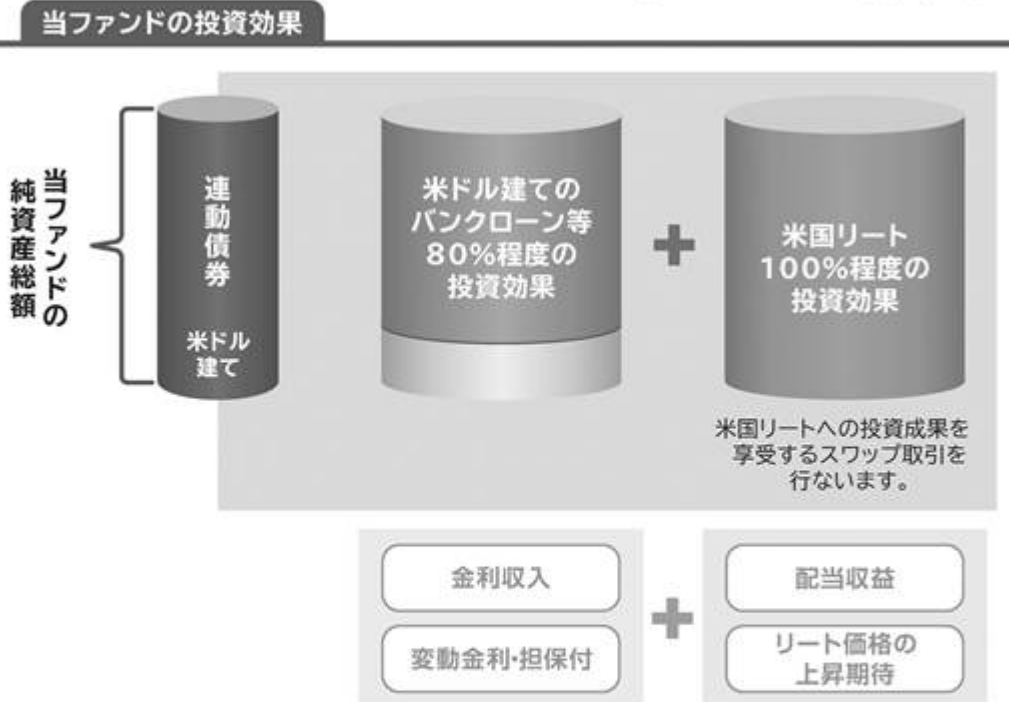 当ファンドの投資効果
当ファンドの
純資産総額
連動債券
米ドル
建て
米ドル建ての
バンクローン等
80%程度の
投資効果
米国リート
100%程度の
投資効果
米国リートへの投資成果を
享受するスワップ取引を
行ないます。
金利収入
変動金利・担保付
配当収益
リート価格の
上昇期待